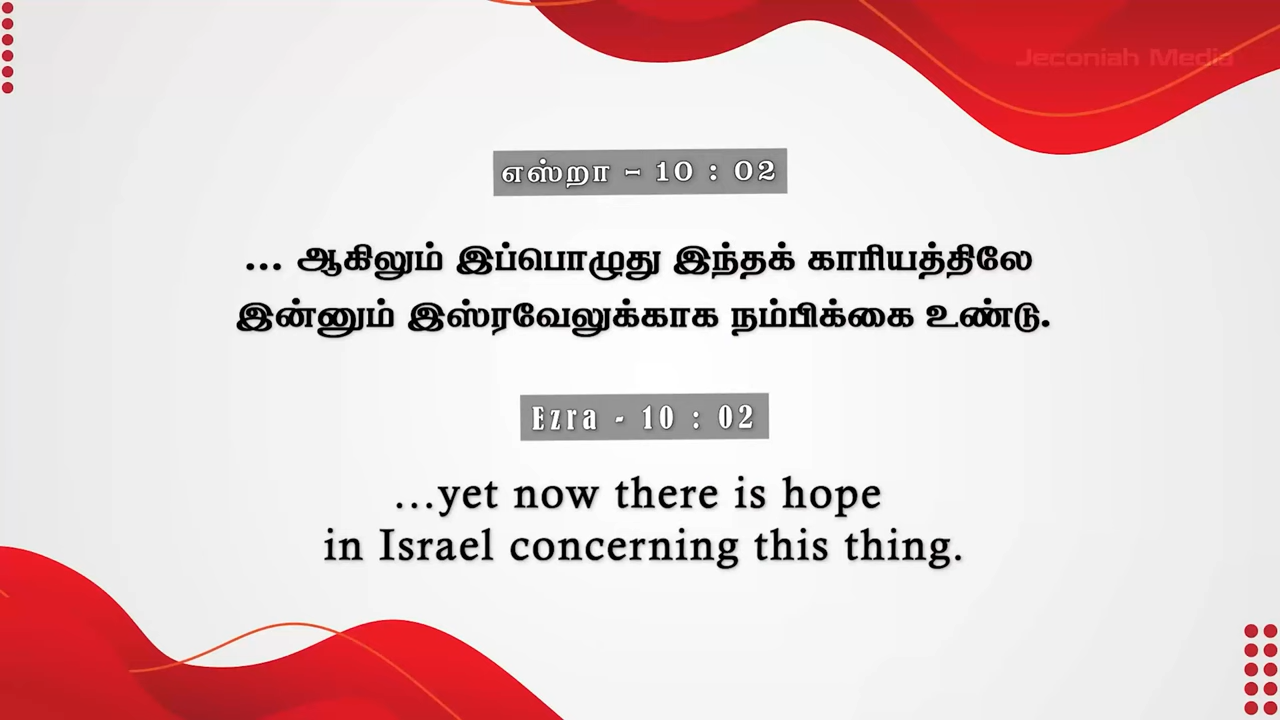 Jeconiah Media
எஸ்றா - 10 : 02
... ஆகிலும் இப்பொழுது இந்தக் காரியத்திலே
இன்னும் இஸ்ரவேலுக்காக நம்பிக்கை உண்டு.
Ezra - 10 : 02
...yet now there is hope
in Israel concerning this thing.